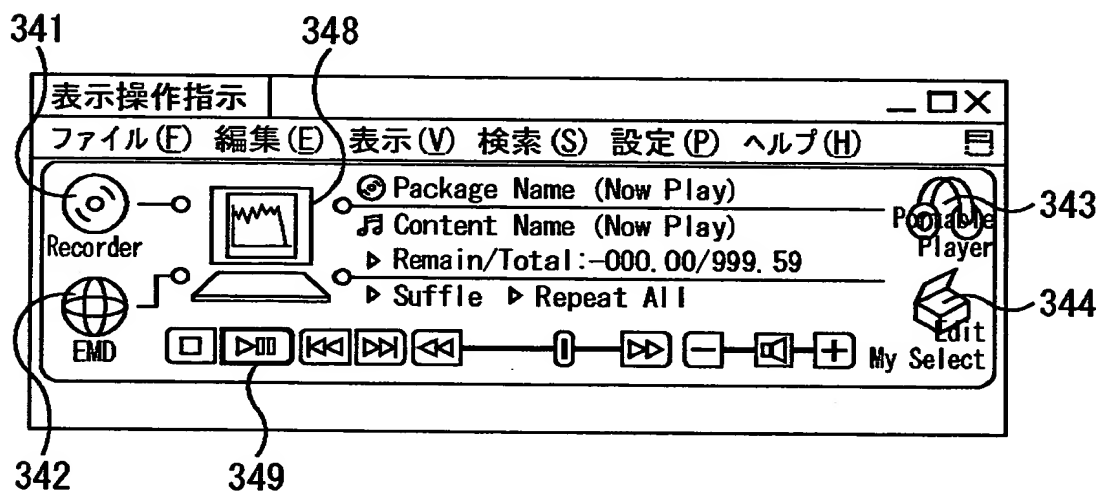 341
348
表示操作指示
ファイル(F) 編集(E) 表示(V) 検索(S) 設定(P) ヘルプ(H)
Package Name (Now Play)
Content Name (Now Play)
Remain/Total:-000.00/999.59
Suffle Repeat All
Recorder
EMD
Portable
Player
343
344
Edit
My Select
342
349